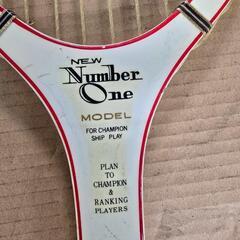 NEW
Number
One
MODEL
FOR CHAMPION
SHIP PLAY
PLAN
TO
CHAMPION
&
RANKING
PLAYERS